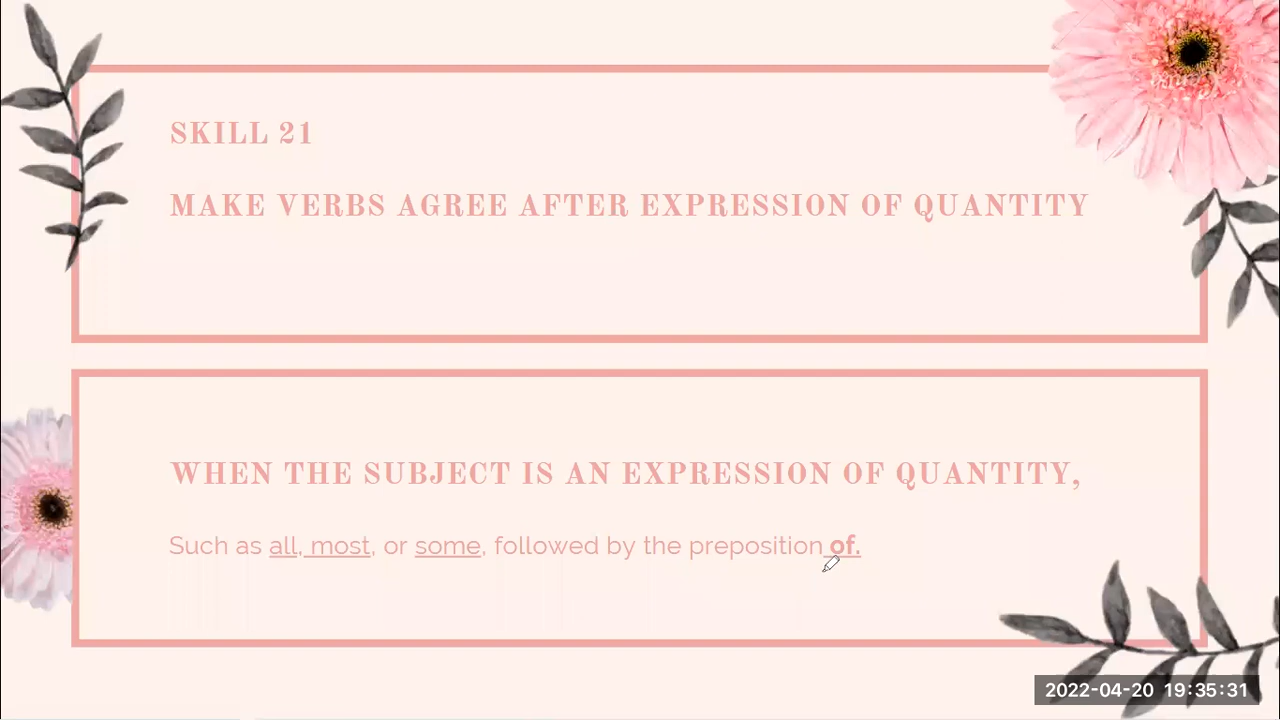 SKILL 21
MAKE VERBS AGREE AFTER EXPRESSION OF QUANTITY
WHEN THE SUBJECT IS AN EXPRESSION OF QUANTITY,
Such as all, most, or some, followed by the preposition of.
2022-04-20 19:35:31